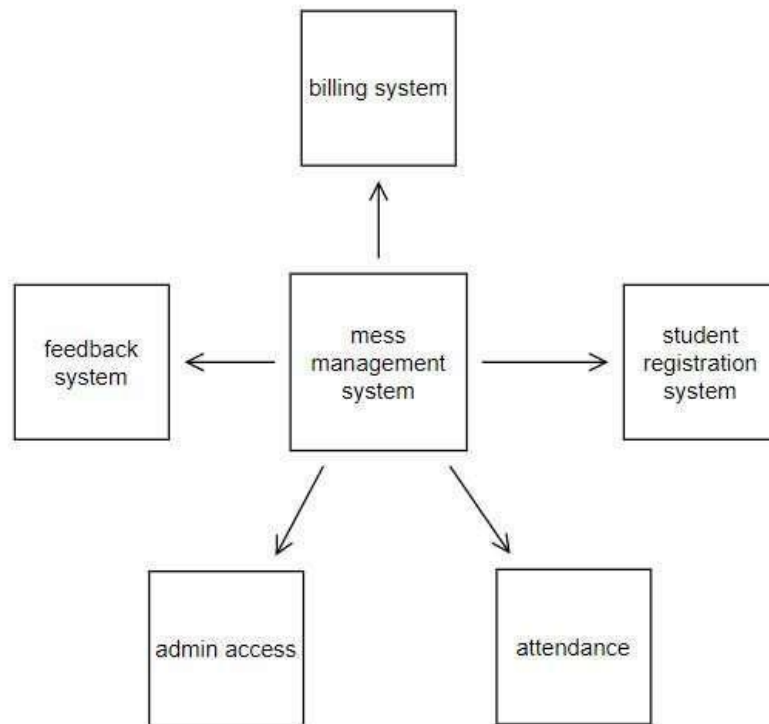 billing system
feedback
system
mess
management
system
student
registration
system
admin access
attendance